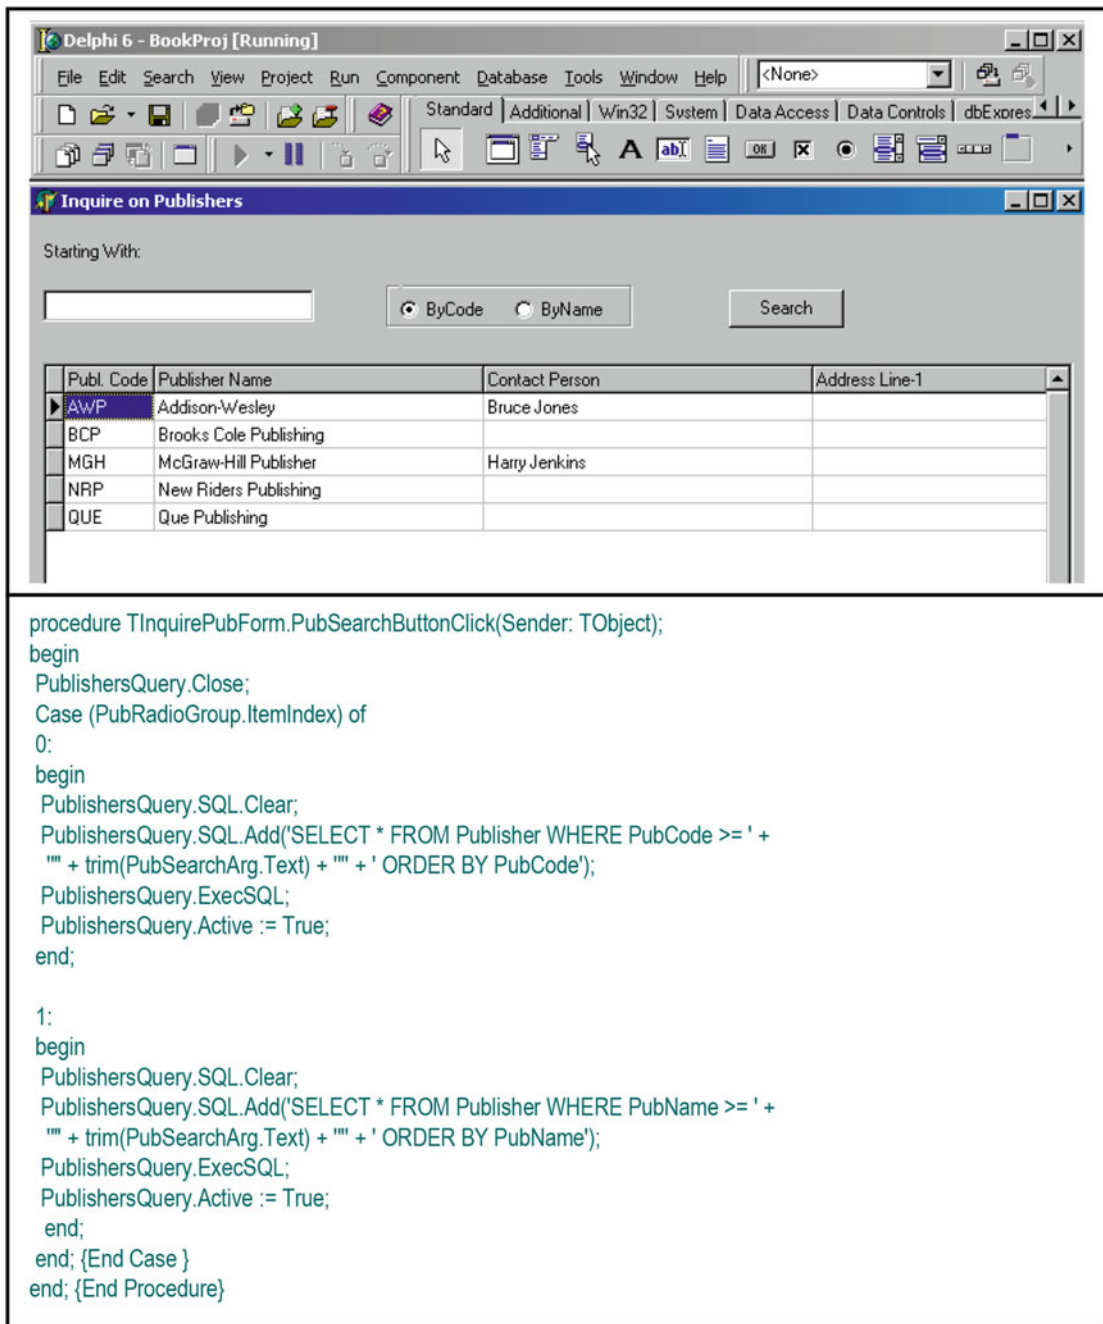 Delphi 6 - BookProj [Running]
File Edit Search View Project Run Component Database Tools Window Help <None>
Standard Additional Win32 System Data Access Data Controls dbExpres
A ab OK
Inquire on Publishers
Starting With:
ByCode ByName Search
Publ. Code Publisher Name Contact Person Address Line-1
AWP Addison-Wesley Bruce Jones
BCP Brooks Cole Publishing
MGH McGraw-Hill Publisher Harry Jenkins
NRP New Riders Publishing
QUE Que Publishing
procedure TInquirePubForm.PubSearchButtonClick(Sender: TObject);
begin
PublishersQuery.Close;
Case (PubRadioGroup.ItemIndex) of
0:
begin
PublishersQuery.SQL.Clear;
PublishersQuery.SQL.Add('SELECT * FROM Publisher WHERE PubCode >= ' +
'"' + trim(PubSearchArg.Text) + '"' + ' ORDER BY PubCode');
PublishersQuery.ExecSQL;
PublishersQuery.Active := True;
end;
1:
begin
PublishersQuery.SQL.Clear;
PublishersQuery.SQL.Add('SELECT * FROM Publisher WHERE PubName >= ' +
'"' + trim(PubSearchArg.Text) + '"' + ' ORDER BY PubName');
PublishersQuery.ExecSQL;
PublishersQuery.Active := True;
end;
end; {End Case }
end; {End Procedure}